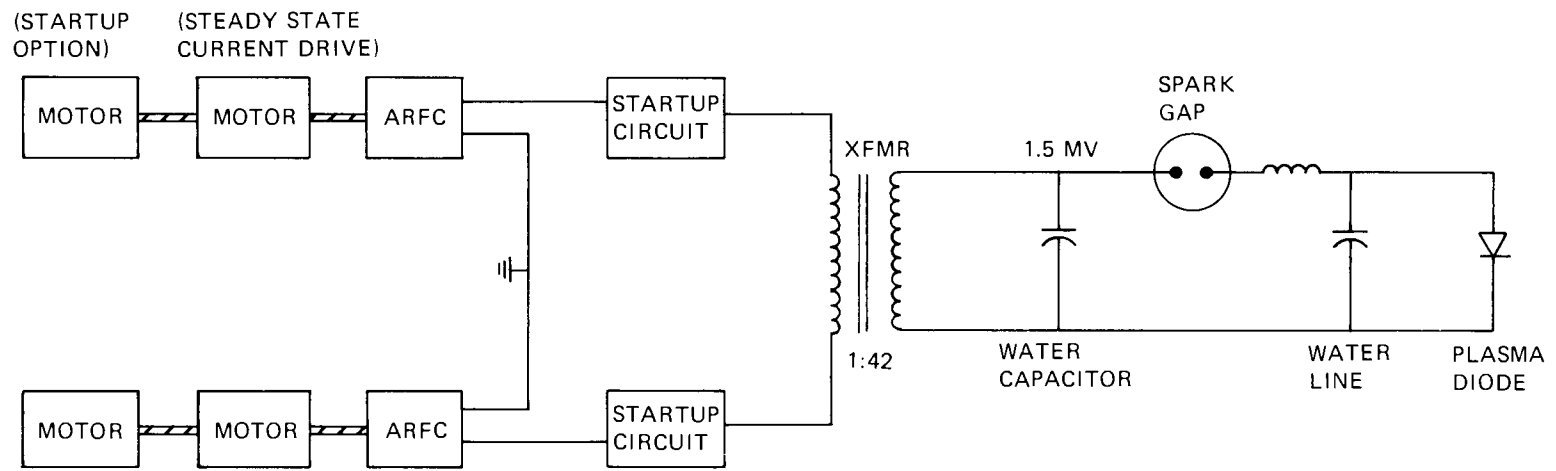 (STARTUP
OPTION)
(STEADY STATE
CURRENT DRIVE)
MOTOR
MOTOR
ARFC
STARTUP
CIRCUIT
XFMR
1:42
1.5 MV
SPARK
GAP
WATER
CAPACITOR
WATER
LINE
PLASMA
DIODE
MOTOR
MOTOR
ARFC
STARTUP
CIRCUIT